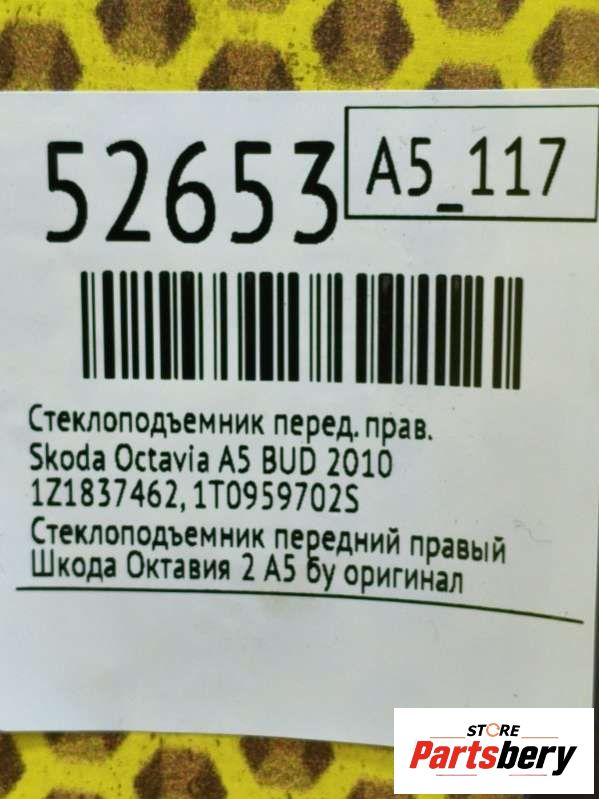 52653
A5_117
Стеклоподъемник перед. прав.
Skoda Octavia A5 BUD 2010
1Z1837462, 1T0959702S
Стеклоподъемник передний правый
Шкода Октавия 2 А5 бу оригинал
STORE
Partsbery